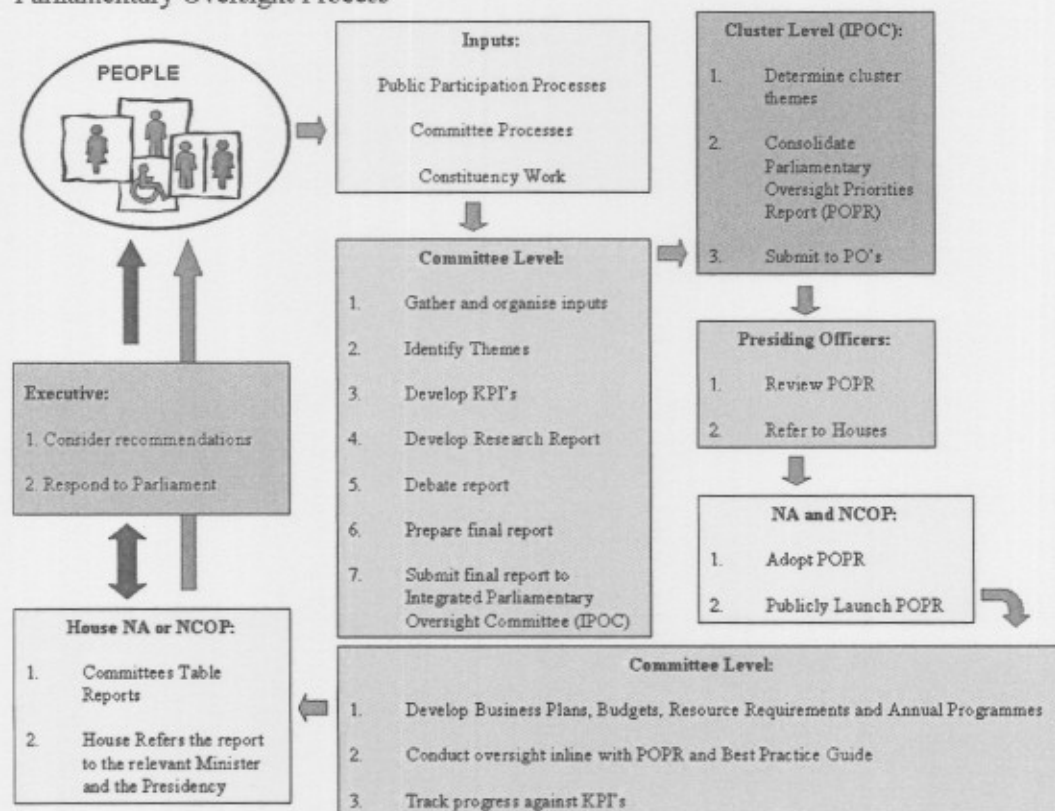 Parliamentary Oversight Process
PEOPLE
Inputs:
Public Participation Processes
Committee Processes
Constituency Work
Committee Level:
1. Gather and organise inputs
2. Identify Themes
3. Develop KPI's
4. Develop Research Report
5. Debate report
6. Prepare final report
7. Submit final report to
Integrated Parliamentary
Oversight Committee (IPOC)
Cluster Level (IPOC):
1. Determine cluster
themes
2. Consolidate
Parliamentary
Oversight Priorities
Report (POPR)
3. Submit to PO's
Presiding Officers:
1. Review POPR
2. Refer to Houses
NA and NCOP:
1. Adopt POPR
2. Publicly Launch POPR
Committee Level:
1. Develop Business Plans, Budgets, Resource Requirements and Annual Programmes
2. Conduct oversight inline with POPR and Best Practice Guide
3. Track progress against KPI's
House NA or NCOP:
1. Committees Table
Reports
2. House Refers the report
to the relevant Minister
and the Presidency
Executive:
1. Consider recommendations
2. Respond to Parliament